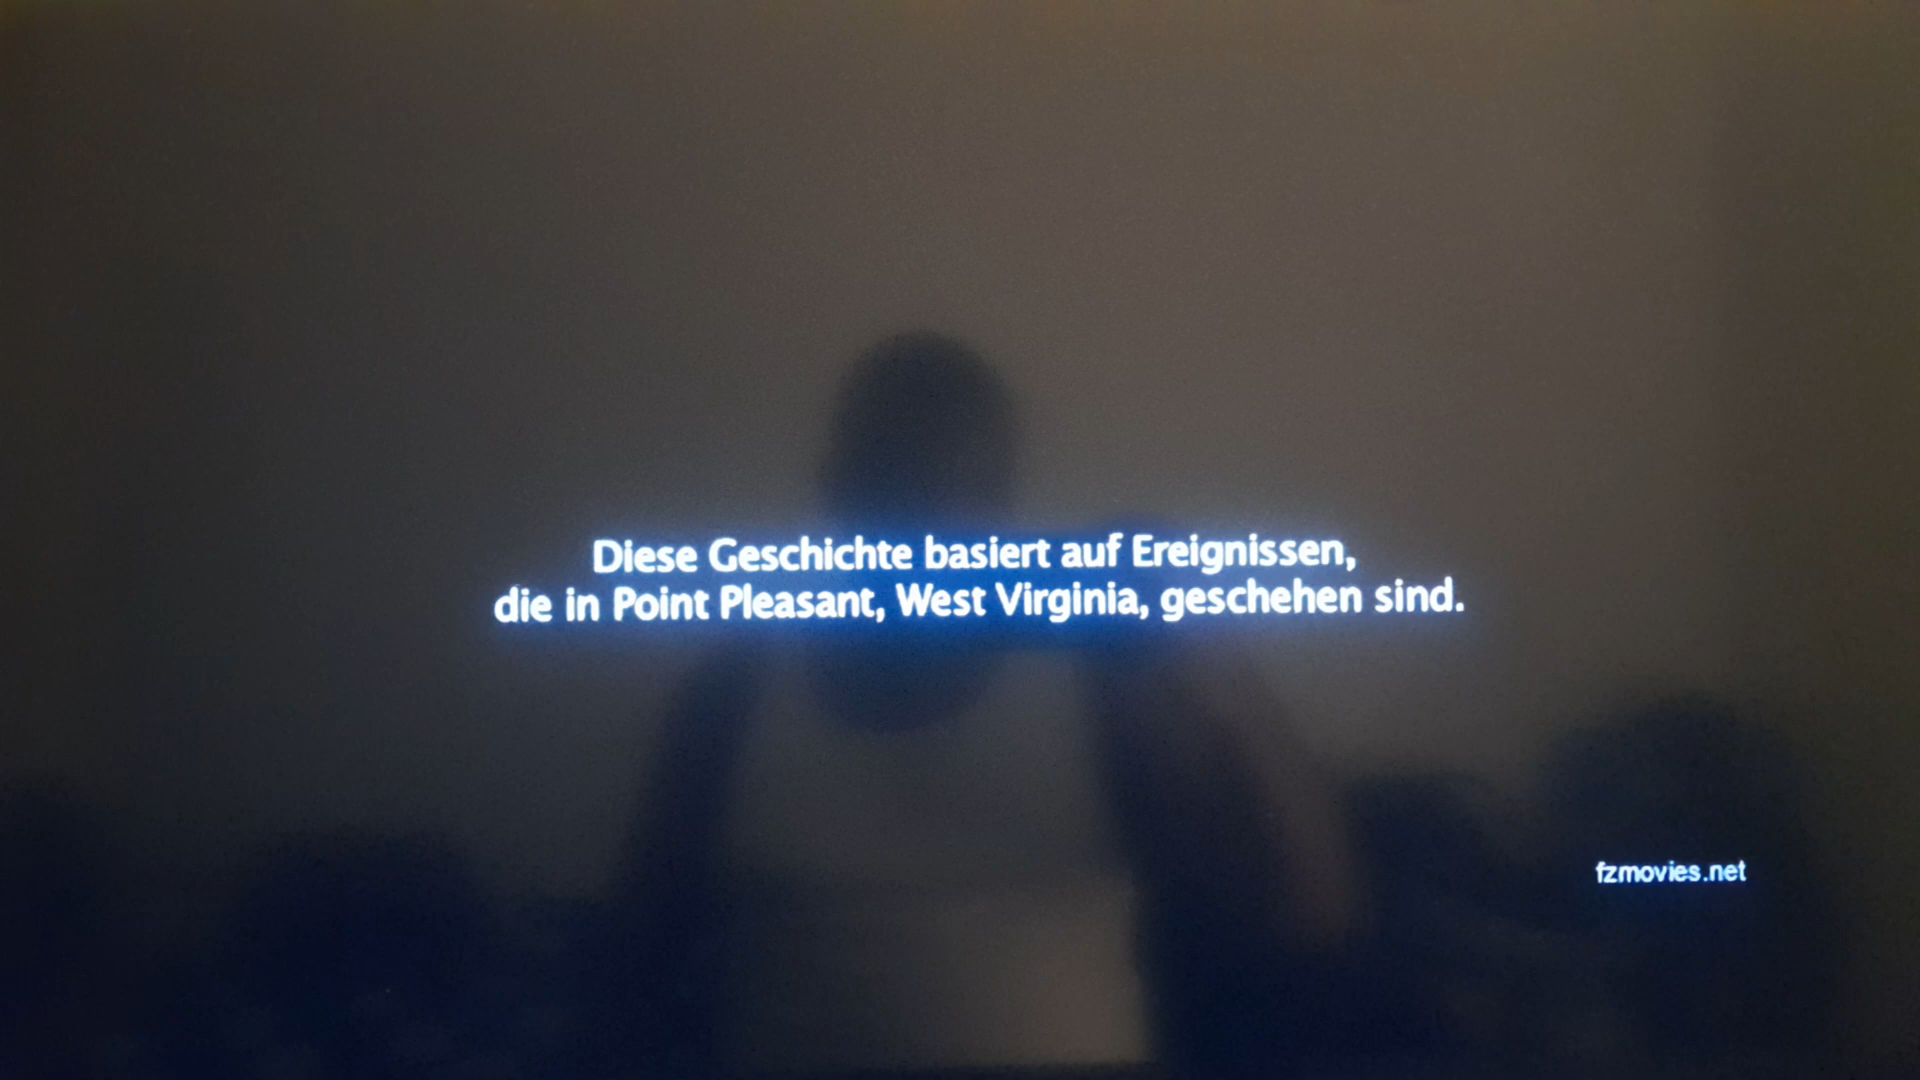 Diese Geschichte basiert auf Ereignissen,
die in Point Pleasant, West Virginia, geschehen sind.
fzmovies.net